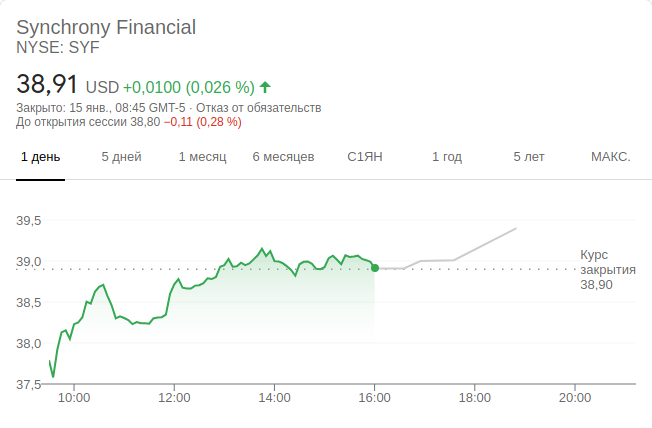 Synchrony Financial
NYSE: SYF
38,91 USD +0,0100 (0,026 %)
Закрыто: 15 янв., 08:45 GMT-5 · Отказ от обязательств
До открытия сессии 38,80 −0,11 (0,28 %)
1 день 5 дней 1 месяц 6 месяцев С1ЯН 1 год 5 лет МАКС.
39,5
39,0
38,5
38,0
37,5
Курс
закрытия
38,90
10:00 12:00 14:00 16:00 18:00 20:00